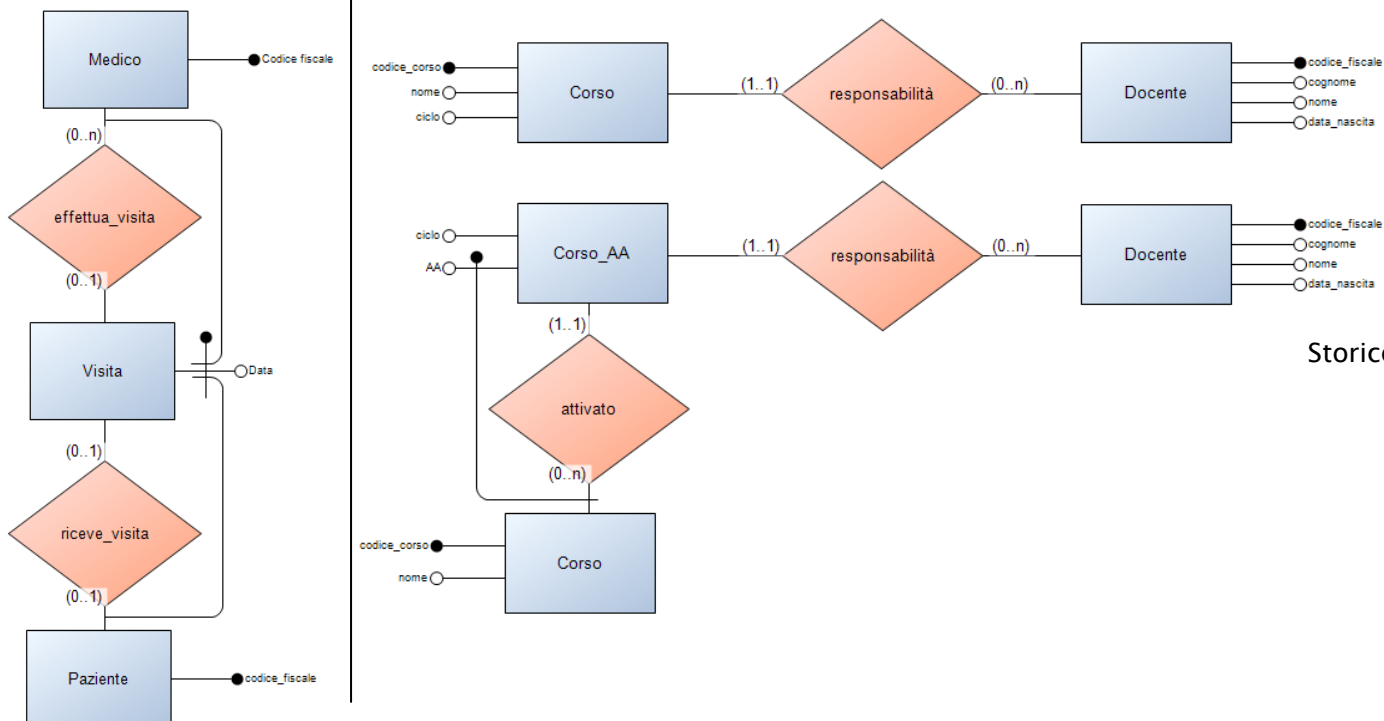 Medico
Codice fiscale
(0..n)
effettua_visita
(0..1)
Visita
Data
(0..1)
riceve_visita
(0..1)
Paziente
codice_fiscale
codice_corso
nome
ciclo
Corso
(1..1)
responsabilità
(0..n)
Docente
codice_fiscale
cognome
nome
data_nascita
ciclo
AA
Corso_AA
(1..1)
responsabilità
(0..n)
Docente
codice_fiscale
cognome
nome
data_nascita
(1..1)
attivato
(0..n)
codice_corso
nome
Corso